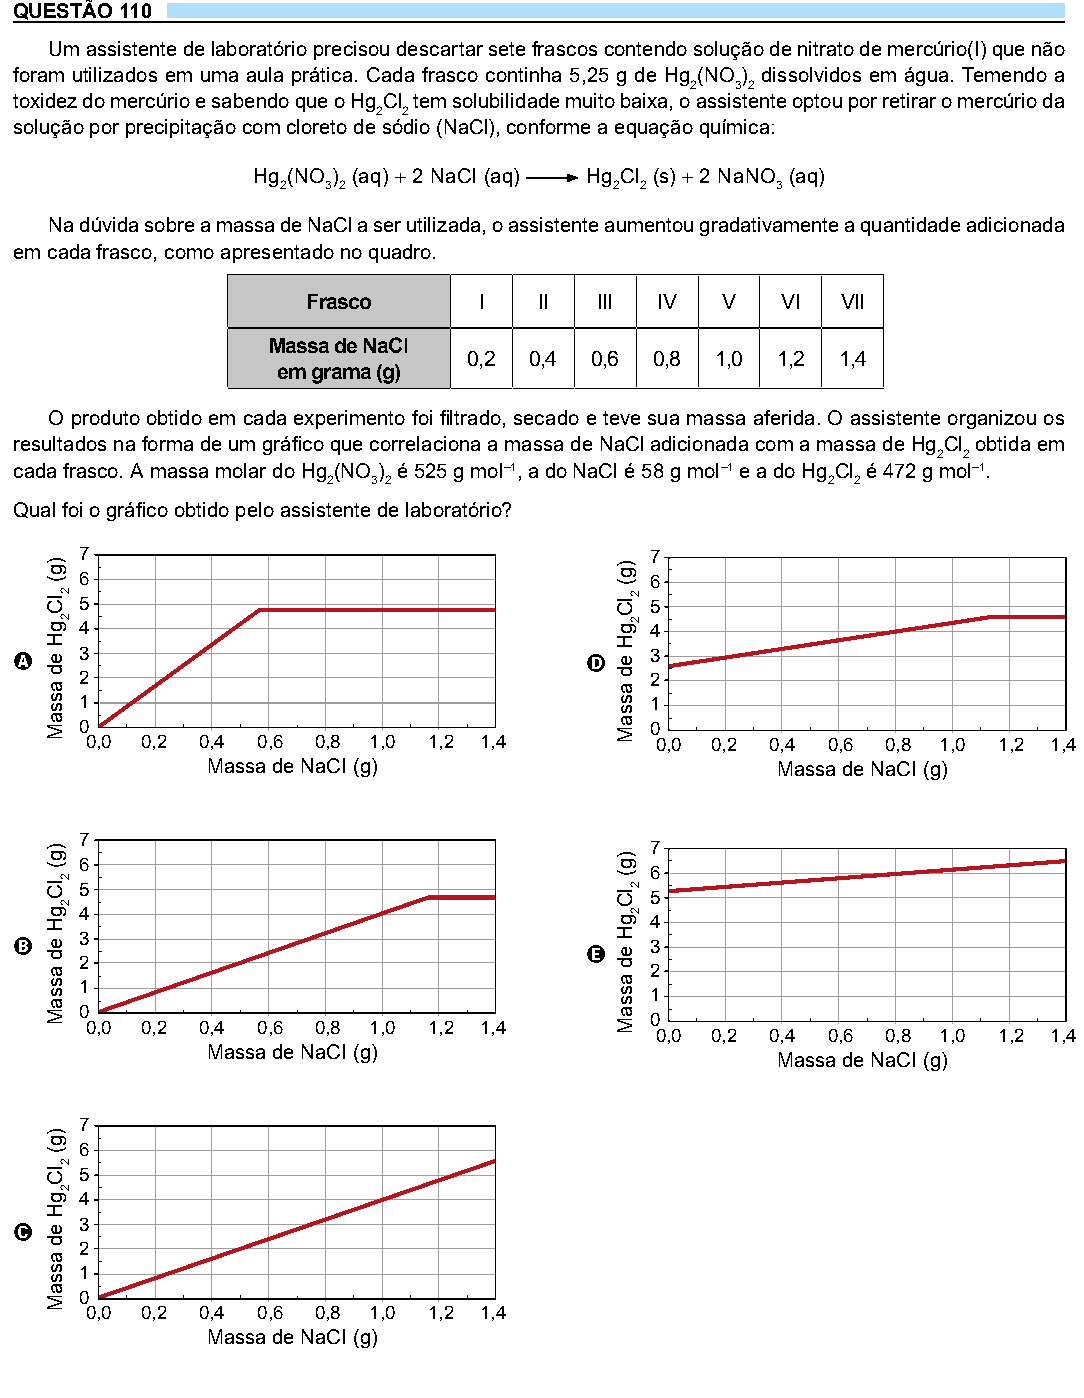 QUESTÃO 110
Um assistente de laboratório precisou descartar sete frascos contendo solução de nitrato de mercúrio(I) que não
foram utilizados em uma aula prática. Cada frasco continha 5,25 g de Hg₂(NO₃)₂ dissolvidos em água. Temendo a
toxidez do mercúrio e sabendo que o Hg₂Cl₂ tem solubilidade muito baixa, o assistente optou por retirar o mercúrio da
solução por precipitação com cloreto de sódio (NaCl), conforme a equação química:
Hg₂(NO₃)₂ (aq) + 2 NaCl (aq) ⟶ Hg₂Cl₂ (s) + 2 NaNO₃ (aq)
Na dúvida sobre a massa de NaCl a ser utilizada, o assistente aumentou gradativamente a quantidade adicionada
em cada frasco, como apresentado no quadro.
Frasco I II III IV V VI VII
Massa de NaCl
em grama (g) 0,2 0,4 0,6 0,8 1,0 1,2 1,4
O produto obtido em cada experimento foi filtrado, secado e teve sua massa aferida. O assistente organizou os
resultados na forma de um gráfico que correlaciona a massa de NaCl adicionada com a massa de Hg₂Cl₂ obtida em
cada frasco. A massa molar do Hg₂(NO₃)₂ é 525 g mol⁻¹, a do NaCl é 58 g mol⁻¹ e a do Hg₂Cl₂ é 472 g mol⁻¹.
Qual foi o gráfico obtido pelo assistente de laboratório?
A
Massa de Hg₂Cl₂ (g)
7
6
5
4
3
2
1
0
0,0 0,2 0,4 0,6 0,8 1,0 1,2 1,4
Massa de NaCl (g)
B
Massa de Hg₂Cl₂ (g)
7
6
5
4
3
2
1
0
0,0 0,2 0,4 0,6 0,8 1,0 1,2 1,4
Massa de NaCl (g)
C
Massa de Hg₂Cl₂ (g)
7
6
5
4
3
2
1
0
0,0 0,2 0,4 0,6 0,8 1,0 1,2 1,4
Massa de NaCl (g)
D
Massa de Hg₂Cl₂ (g)
7
6
5
4
3
2
1
0
0,0 0,2 0,4 0,6 0,8 1,0 1,2 1,4
Massa de NaCl (g)
E
Massa de Hg₂Cl₂ (g)
7
6
5
4
3
2
1
0
0,0 0,2 0,4 0,6 0,8 1,0 1,2 1,4
Massa de NaCl (g)